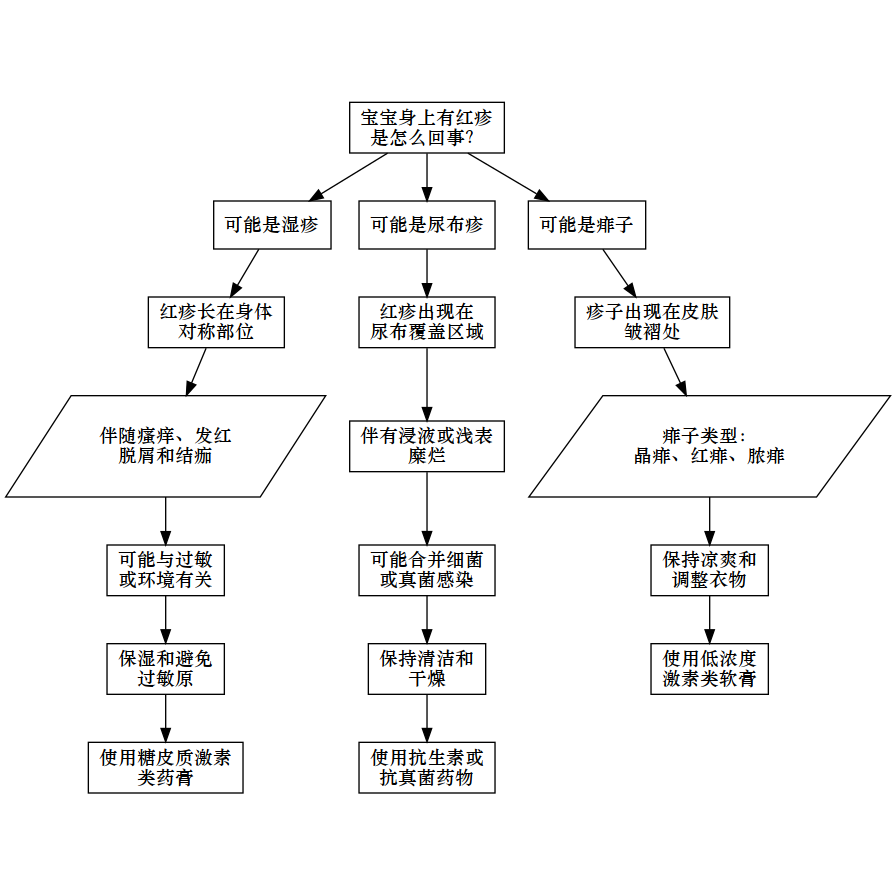 宝宝身上有红疹
是怎么回事？
可能是湿疹
可能是尿布疹
可能是痱子
红疹长在身体
对称部位
红疹出现在
尿布覆盖区域
疹子出现在皮肤
皱褶处
伴随瘙痒、发红
脱屑和结痂
伴有浸液或浅表
糜烂
痱子类型：
晶痱、红痱、脓痱
可能与过敏
或环境有关
可能合并细菌
或真菌感染
保持凉爽和
调整衣物
保湿和避免
过敏原
保持清洁和
干燥
使用低浓度
激素类软膏
使用糖皮质激素
类药膏
使用抗生素或
抗真菌药物